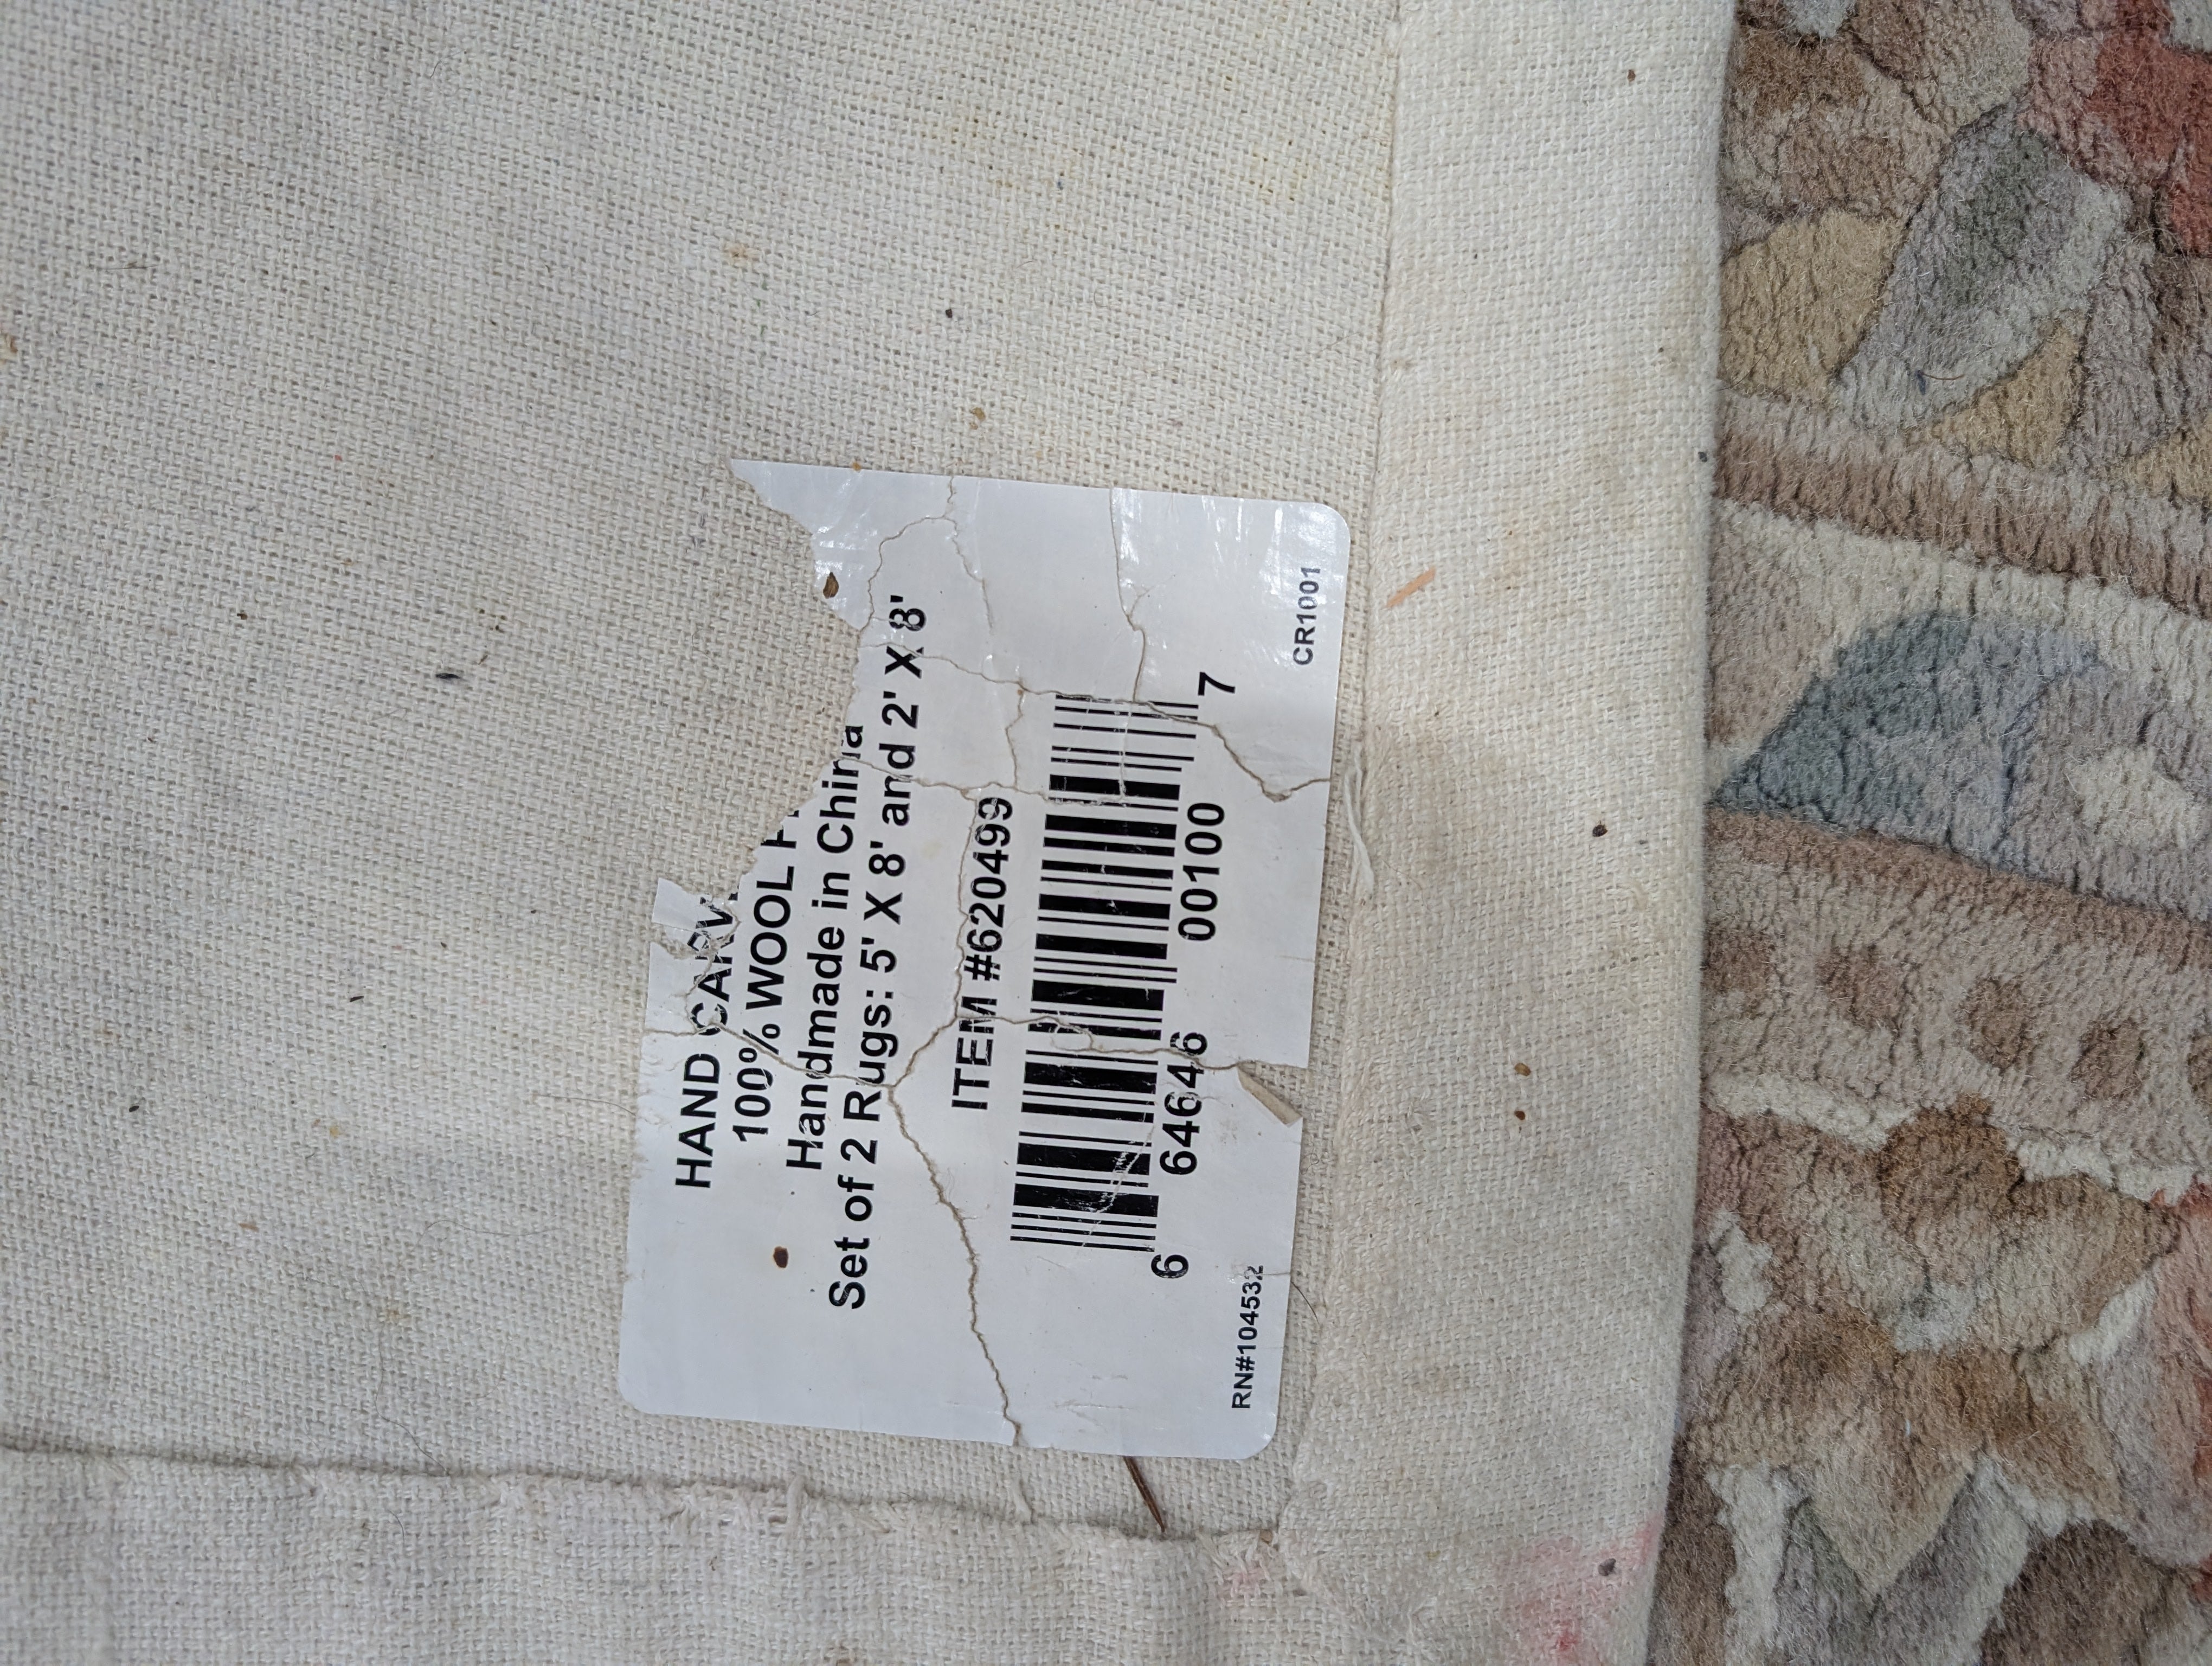 HAND CARV
100% WOOL
Handmade in China
Set of 2 Rugs: 5' X 8' and 2' X 8'
ITEM #620499
6 64646 00100 7
RN#104532 CR1001